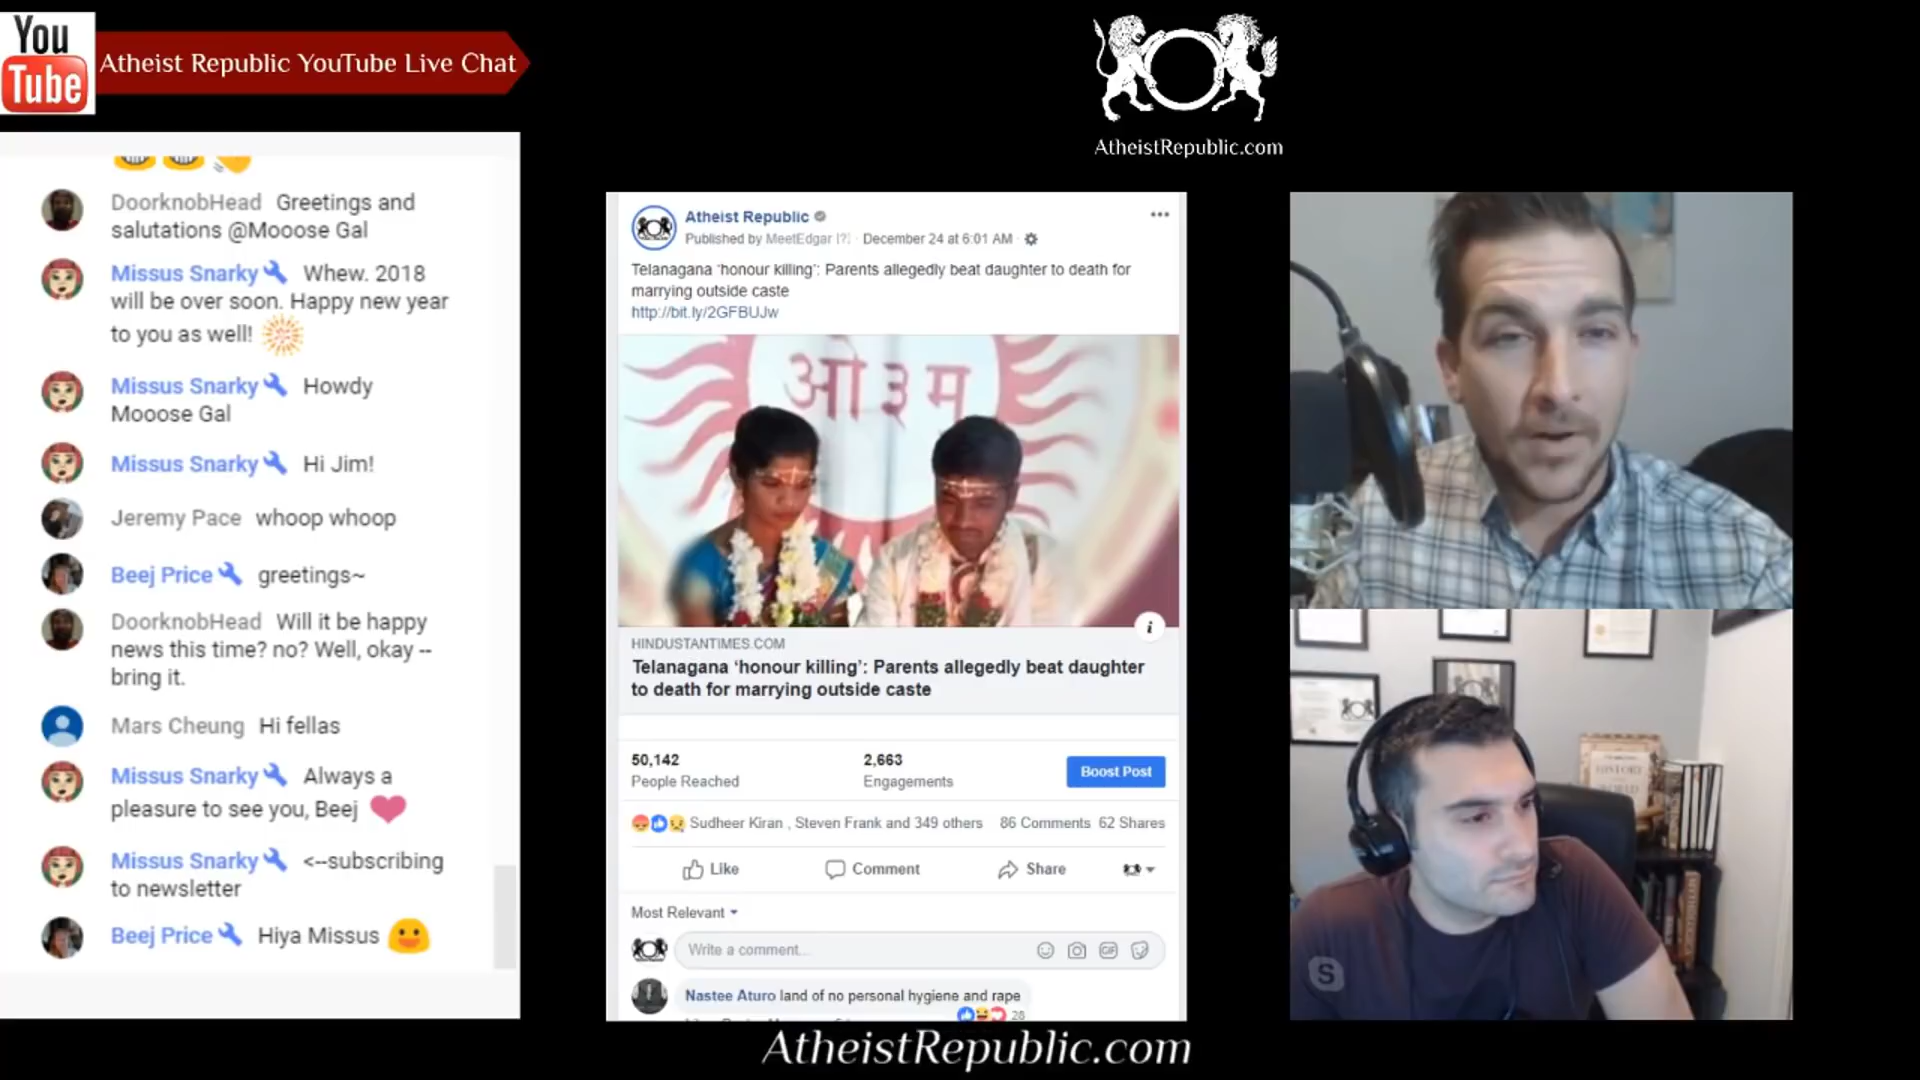 You
Tube
Atheist Republic YouTube Live Chat
DoorknobHead Greetings and
salutations @Mooose Gal
Missus Snarky Whew. 2018
will be over soon. Happy new year
to you as well!
Missus Snarky Howdy
Mooose Gal
Missus Snarky Hi Jim!
Jeremy Pace whoop whoop
Beej Price greetings~
DoorknobHead Will it be happy
news this time? no? Well, okay --
bring it.
Mars Cheung Hi fellas
Missus Snarky Always a
pleasure to see you, Beej
Missus Snarky <--subscribing
to newsletter
Beej Price Hiya Missus
AtheistRepublic.com
Atheist Republic
Published by MeetEdgar [?] · December 24 at 6:01 AM ·
Telanagana ‘honour killing’: Parents allegedly beat daughter to death for
marrying outside caste
http://bit.ly/2GFBUJw
ओ ३ म
HINDUSTANTIMES.COM
Telanagana ‘honour killing’: Parents allegedly beat daughter
to death for marrying outside caste
50,142
People Reached
2,663
Engagements
Boost Post
Sudheer Kiran , Steven Frank and 349 others 86 Comments 62 Shares
Like Comment Share
Most Relevant
Write a comment...
GIF
Nastee Aturo land of no personal hygiene and rape
28
HISTORY
S
AtheistRepublic.com